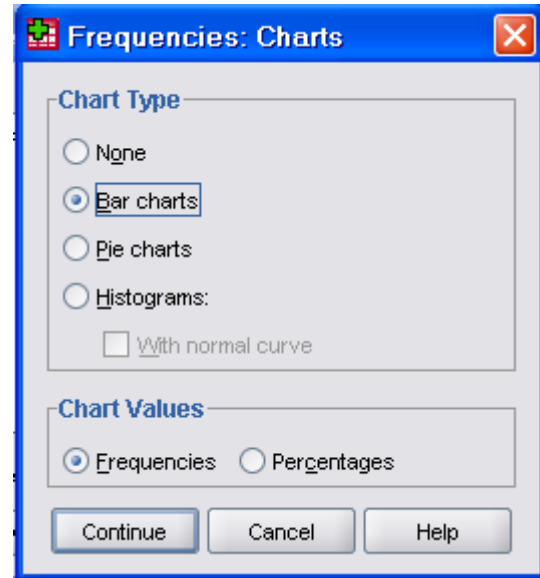 Frequencies: Charts
Chart Type
None
Bar charts
Pie charts
Histograms:
With normal curve
Chart Values
Frequencies Percentages
Continue Cancel Help